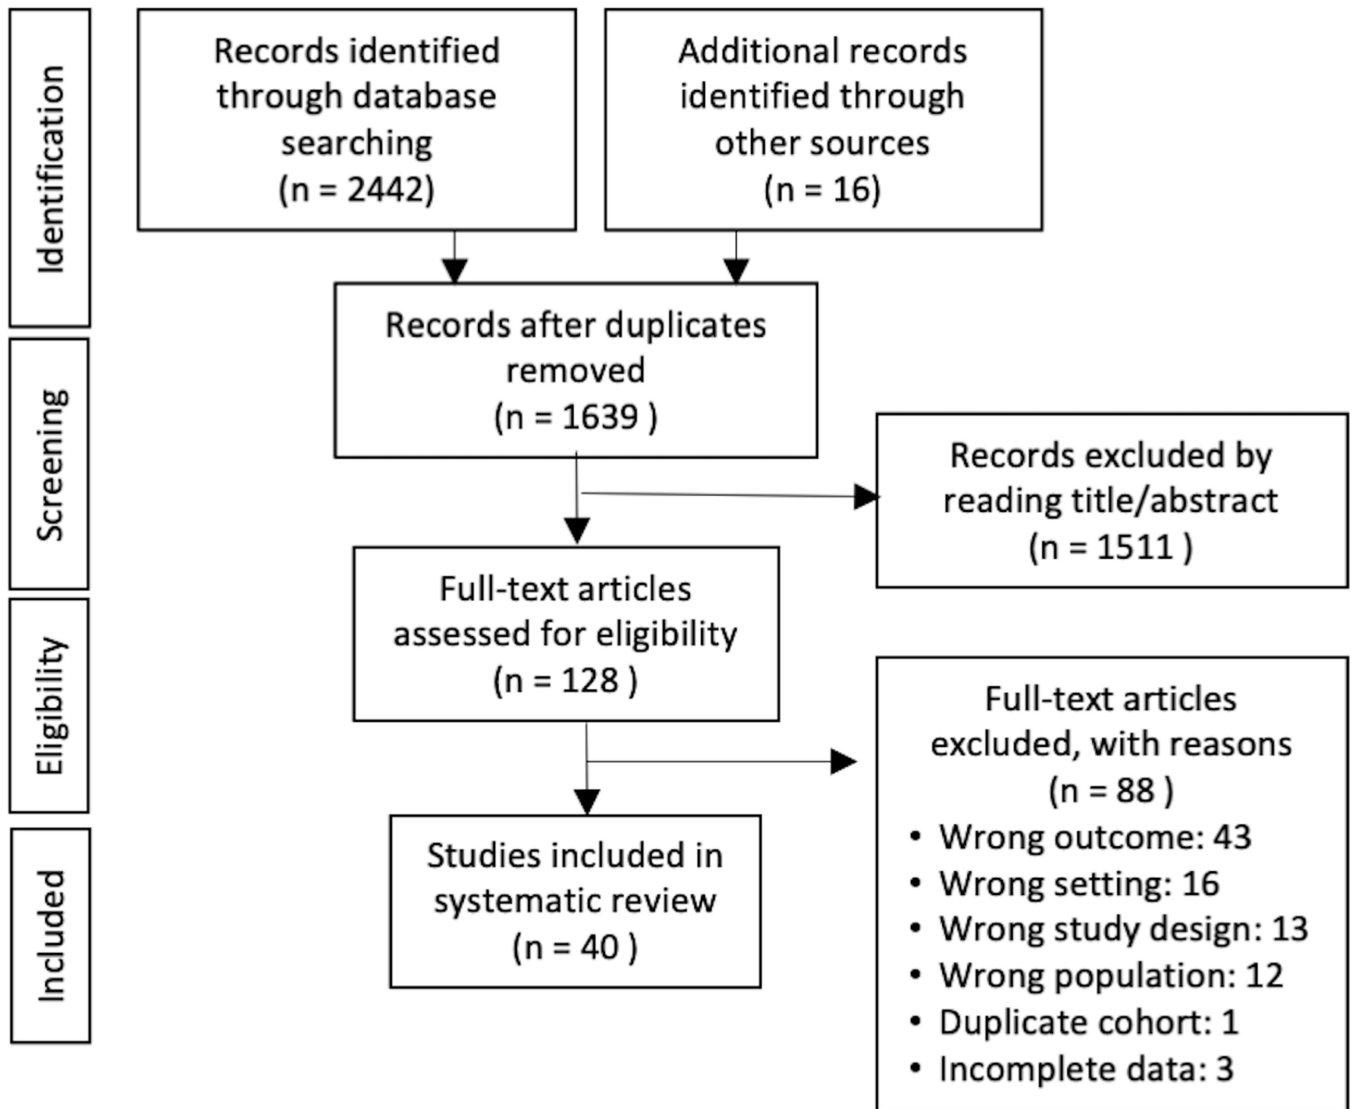 Identification
Records identified
through database
searching
(n = 2442)
Additional records
identified through
other sources
(n = 16)
Records after duplicates
removed
(n = 1639 )
Screening
Records excluded by
reading title/abstract
(n = 1511 )
Full-text articles
assessed for eligibility
(n = 128 )
Eligibility
Full-text articles
excluded, with reasons
(n = 88 )
• Wrong outcome: 43
• Wrong setting: 16
• Wrong study design: 13
• Wrong population: 12
• Duplicate cohort: 1
• Incomplete data: 3
Included
Studies included in
systematic review
(n = 40 )